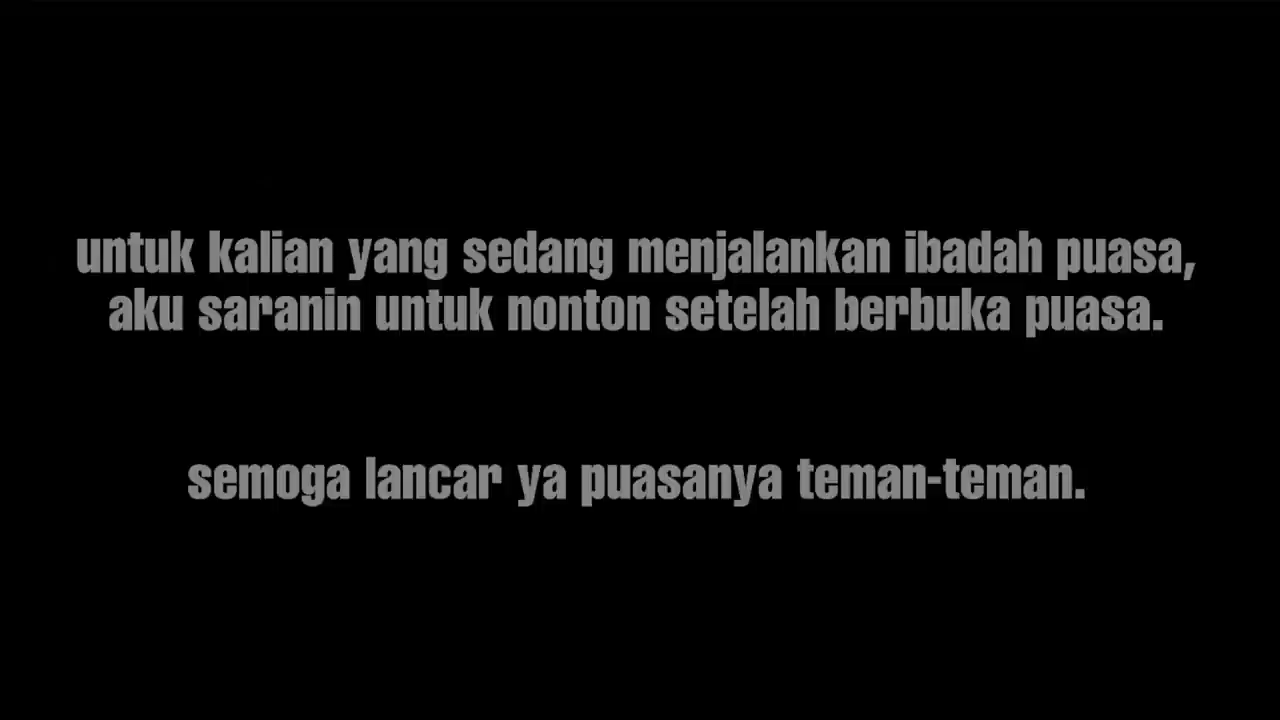 untuk kalian yang sedang menjalankan ibadah puasa,
aku saranin untuk nonton setelah berbuka puasa.
semoga lancar ya puasanya teman-teman.